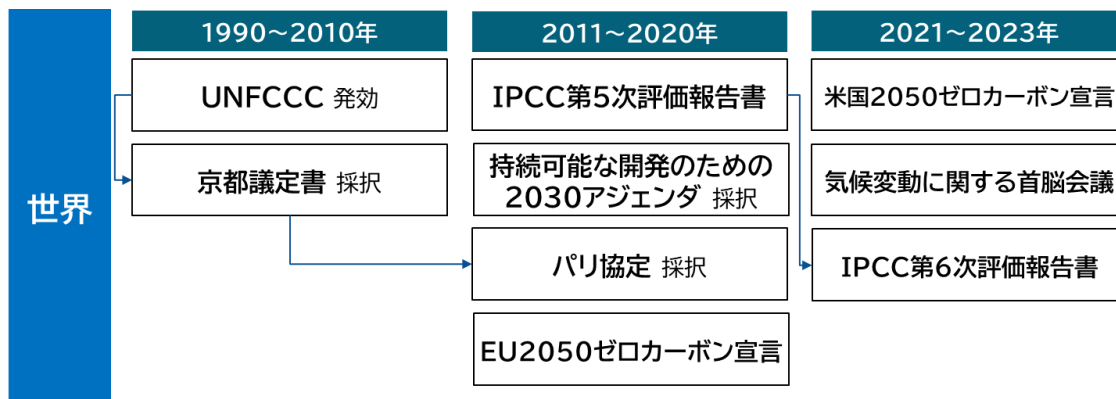 世界
1990～2010年
UNFCCC 発効
京都議定書 採択
2011～2020年
IPCC第5次評価報告書
持続可能な開発のための
2030アジェンダ 採択
パリ協定 採択
EU2050ゼロカーボン宣言
2021～2023年
米国2050ゼロカーボン宣言
気候変動に関する首脳会議
IPCC第6次評価報告書